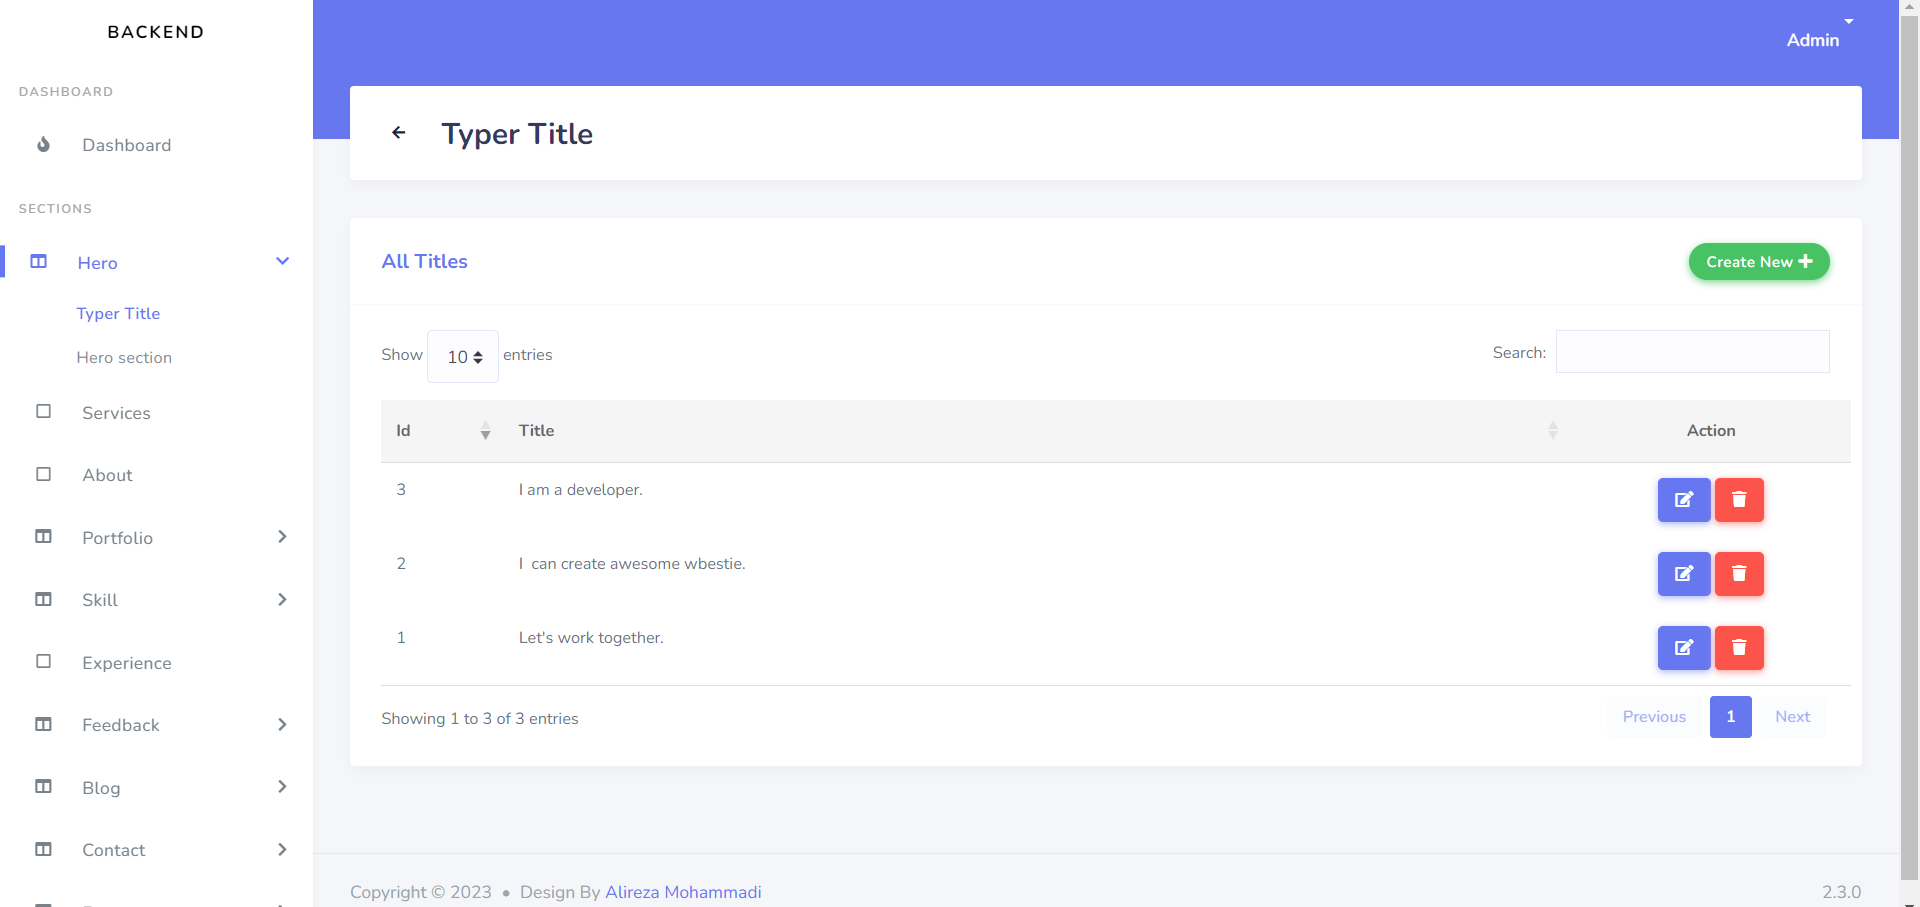 BACKEND
DASHBOARD
Dashboard
SECTIONS
Hero
Typer Title
Hero section
Services
About
Portfolio
Skill
Experience
Feedback
Blog
Contact
Admin
Typer Title
All Titles
Create New
Show 10 entries
Search:
Id Title Action
3 I am a developer.
2 I  can create awesome wbestie.
1 Let's work together.
Showing 1 to 3 of 3 entries
Previous 1 Next
Copyright © 2023 • Design By Alireza Mohammadi
2.3.0